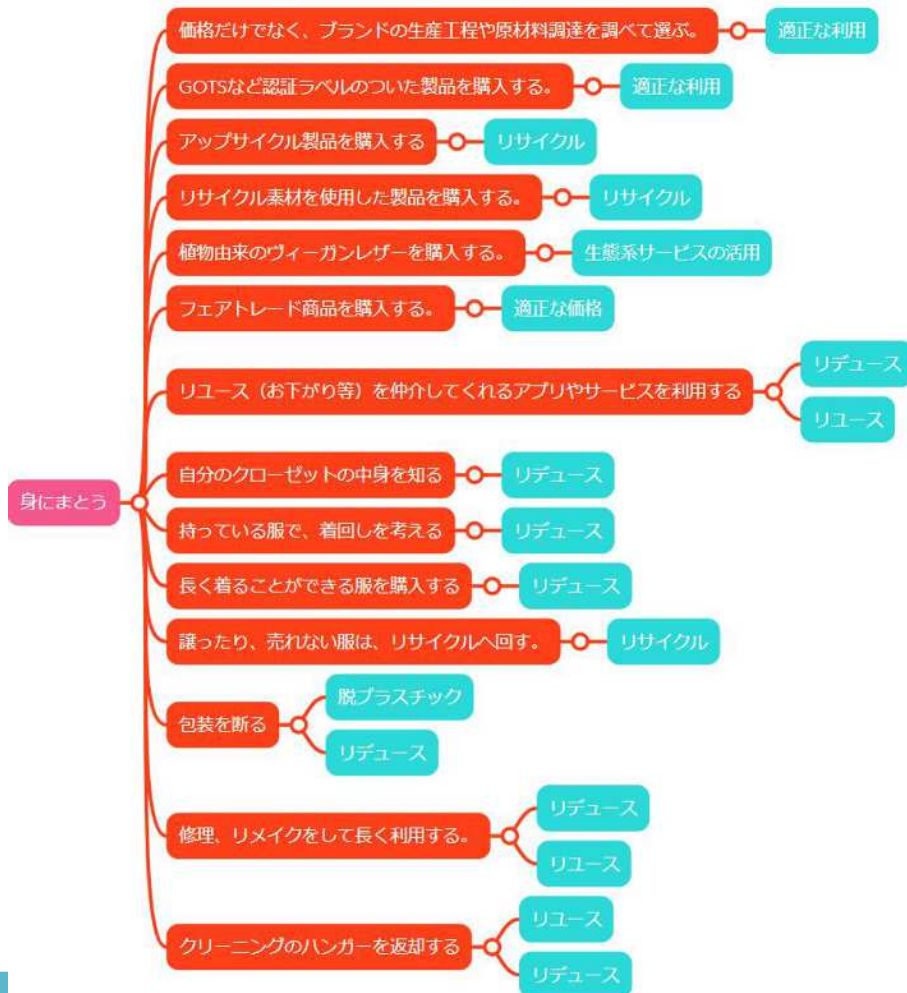 価格だけでなく、ブランドの生産工程や原材料調達を調べて選ぶ。
適正な利用
GOTSなど認証ラベルのついた製品を購入する。
適正な利用
アップサイクル製品を購入する
リサイクル
リサイクル素材を使用した製品を購入する。
リサイクル
植物由来のヴィーガンレザーを購入する。
生態系サービスの活用
フェアトレード商品を購入する。
適正な価格
リユース（お下がり等）を仲介してくれるアプリやサービスを利用する
リデュース
リユース
身にまとう
自分のクローゼットの中身を知る
リデュース
持っている服で、着回しを考える
リデュース
長く着ることができる服を購入する
リデュース
譲ったり、売れない服は、リサイクルへ回す。
リサイクル
包装を断る
脱プラスチック
リデュース
修理、リメイクをして長く利用する。
リデュース
リユース
クリーニングのハンガーを返却する
リユース
リデュース